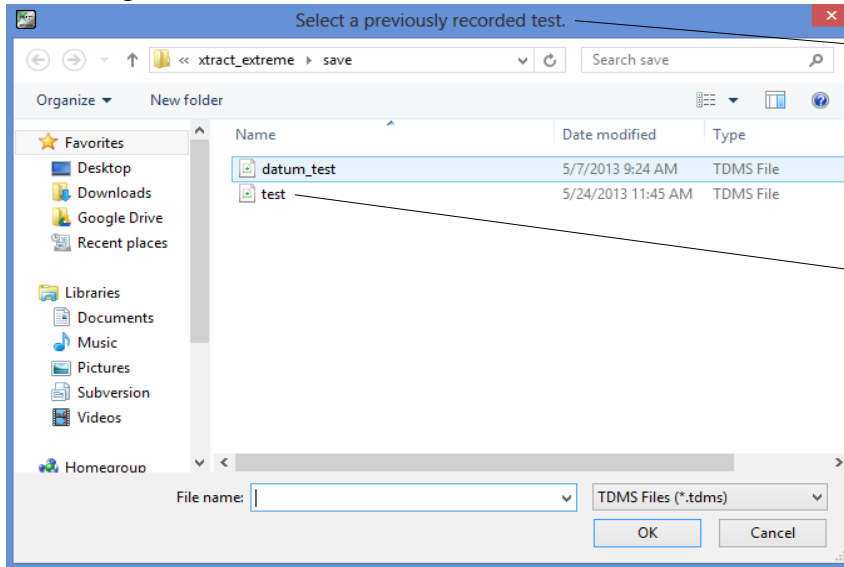 Select a previously recorded test.
« xtract_extreme save
Search save
Organize New folder
Name Date modified Type
Favorites
Desktop
Downloads
Google Drive
Recent places
Libraries
Documents
Music
Pictures
Subversion
Videos
Homegroup
datum_test 5/7/2013 9:24 AM TDMS File
test 5/24/2013 11:45 AM TDMS File
File name: TDMS Files (*.tdms)
OK Cancel